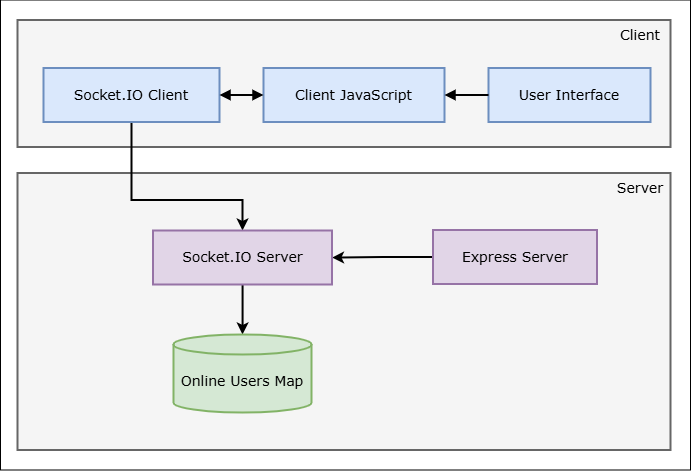 Client
Socket.IO Client
Client JavaScript
User Interface
Server
Socket.IO Server
Express Server
Online Users Map